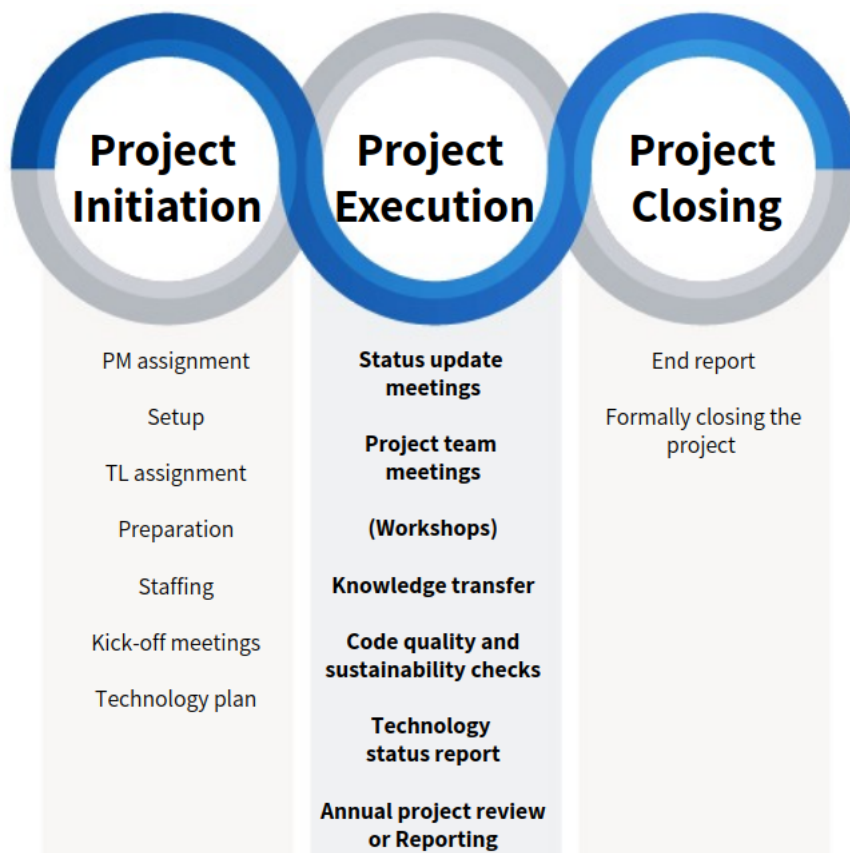 Project
Initiation
Project
Execution
Project
Closing
PM assignment
Setup
TL assignment
Preparation
Staffing
Kick-off meetings
Technology plan
Status update
meetings
Project team
meetings
(Workshops)
Knowledge transfer
Code quality and
sustainability checks
Technology
status report
Annual project review
or Reporting
End report
Formally closing the
project